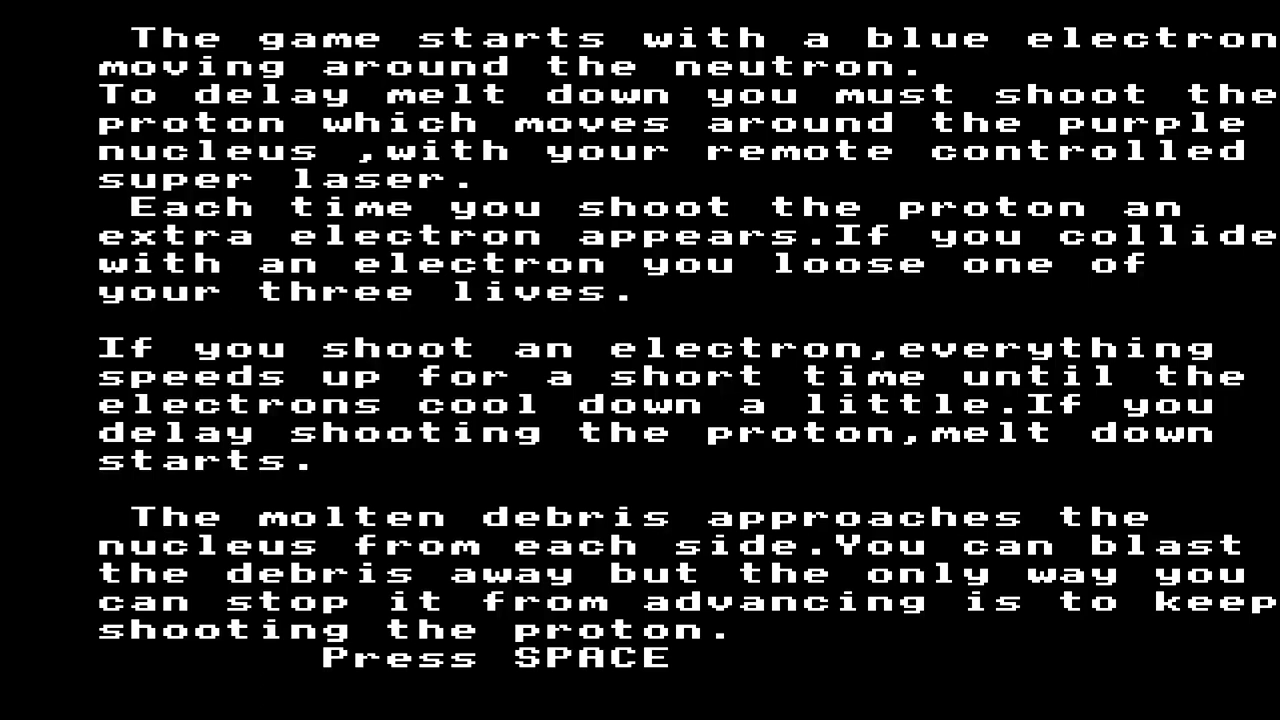 The game starts with a blue electron
moving around the neutron.
To delay melt down you must shoot the
proton which moves around the purple
nucleus ,with your remote controlled
super laser.
Each time you shoot the proton an
extra electron appears.If you collide
with an electron you loose one of
your three lives.
If you shoot an electron,everything
speeds up for a short time until the
electrons cool down a little.If you
delay shooting the proton,melt down
starts.
The molten debris approaches the
nucleus from each side.You can blast
the debris away but the only way you
can stop it from advancing is to keep
shooting the proton.
Press SPACE